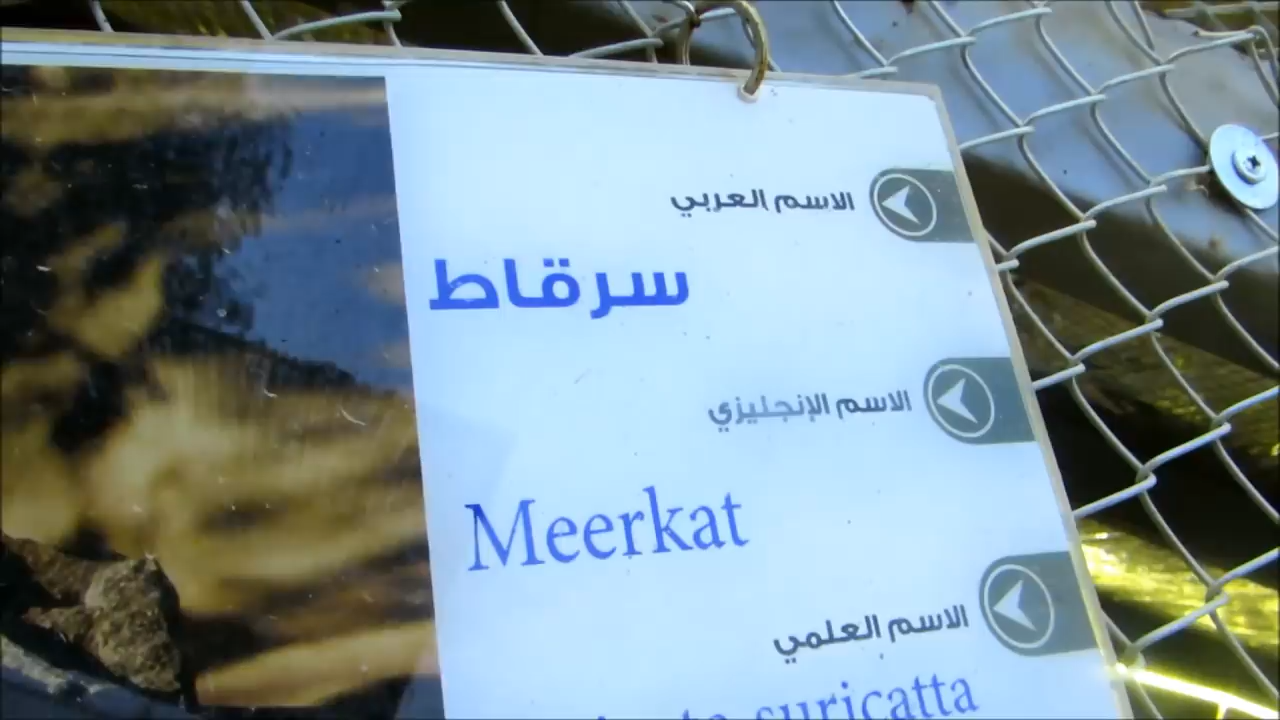 الاسم العربي
سرقاط
الاسم الإنجليزي
Meerkat
الاسم العلمي
suricatta